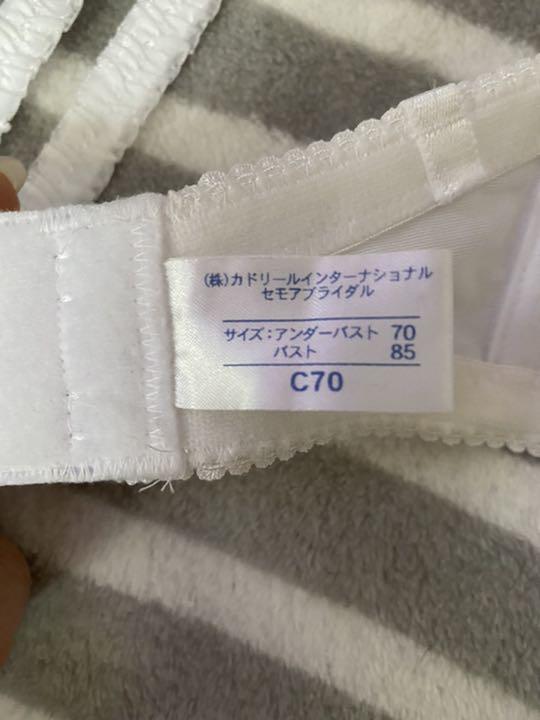 (株)カドリールインターナショナル
セモアブライダル
サイズ:アンダーバスト 70
バスト 85
C70